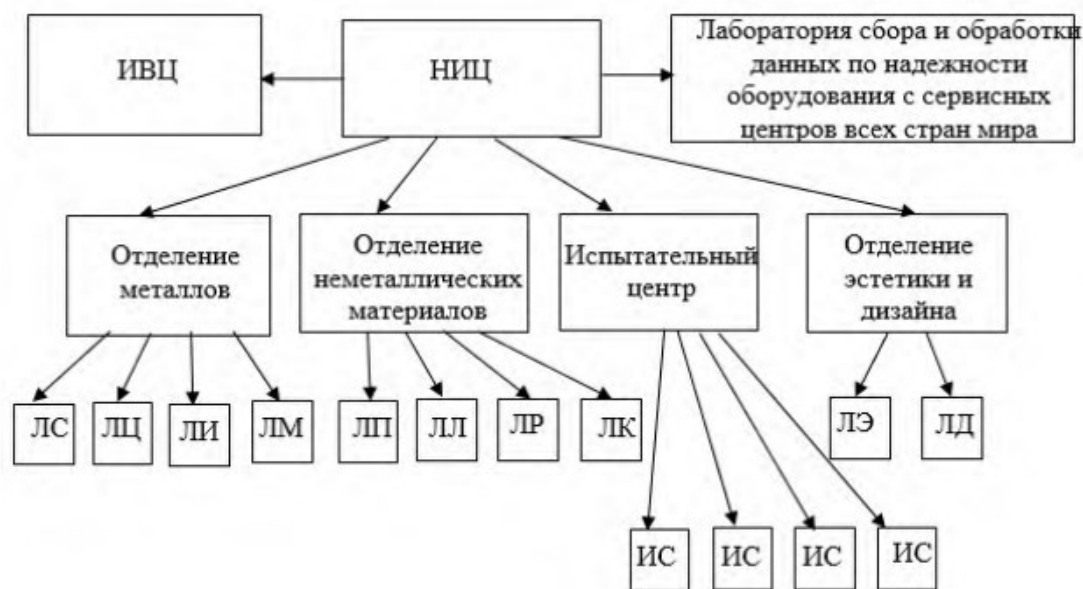 ИВЦ
НИЦ
Лаборатория сбора и обработки
данных по надежности
оборудования с сервисных
центров всех стран мира
Отделение
металлов
Отделение
неметаллических
материалов
Испытательный
центр
Отделение
эстетики и
дизайна
ЛС
ЛЦ
ЛИ
ЛМ
ЛП
ЛЛ
ЛР
ЛК
ЛЭ
ЛД
ИС
ИС
ИС
ИС